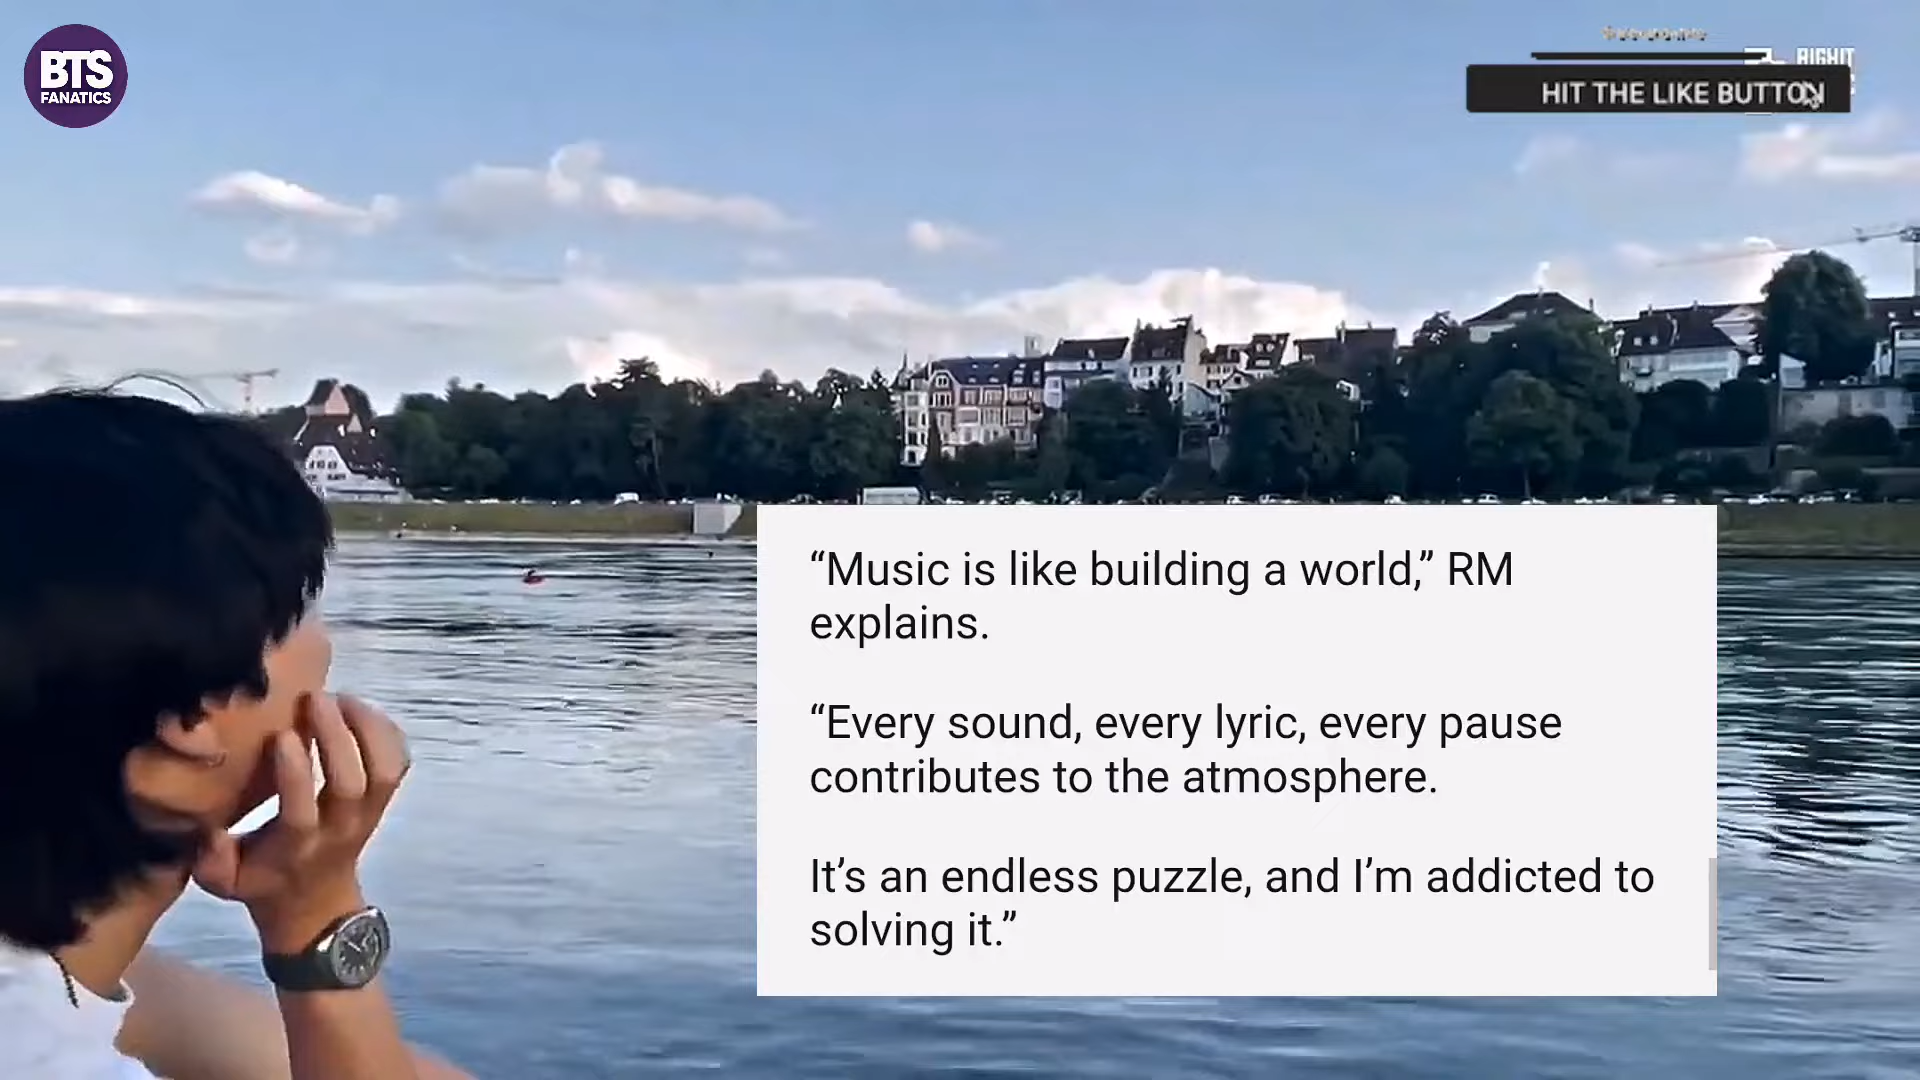 BTS
FANATICS
RIGHT
HIT THE LIKE BUTTON
“Music is like building a world,” RM
explains.
“Every sound, every lyric, every pause
contributes to the atmosphere.
It’s an endless puzzle, and I’m addicted to
solving it.”